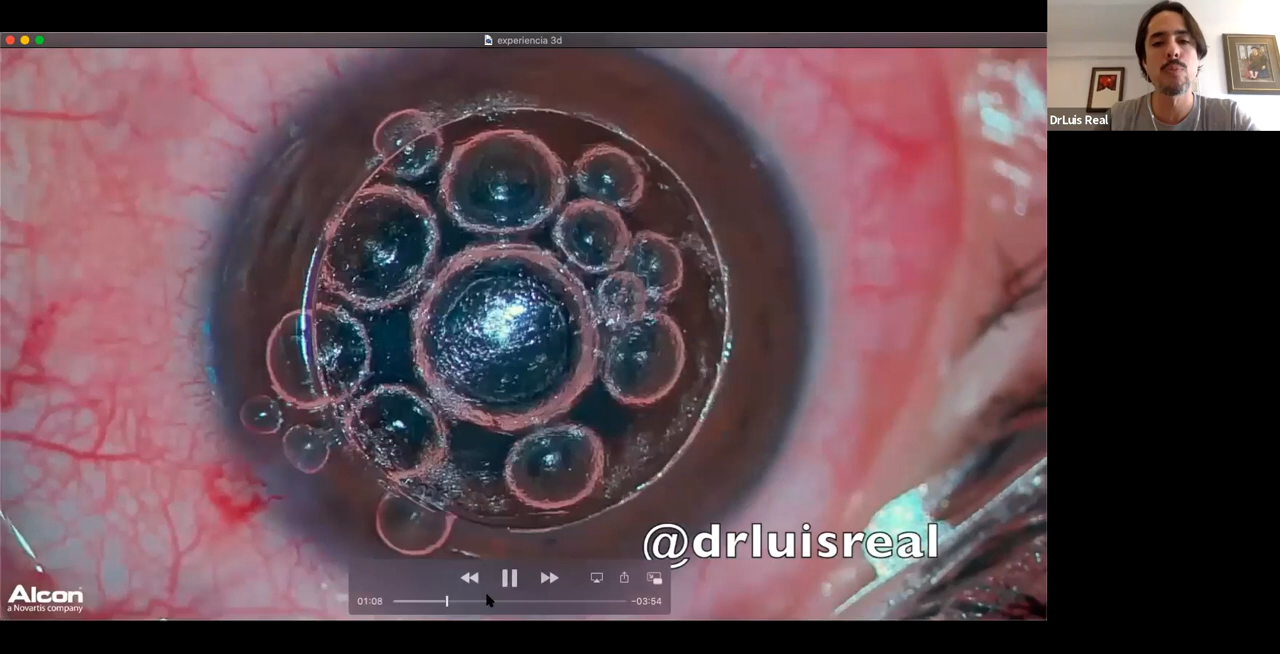 experiencia 3d
DrLuis Real
@drluisreal
01:08
-03:54
Alcon
a Novartis company